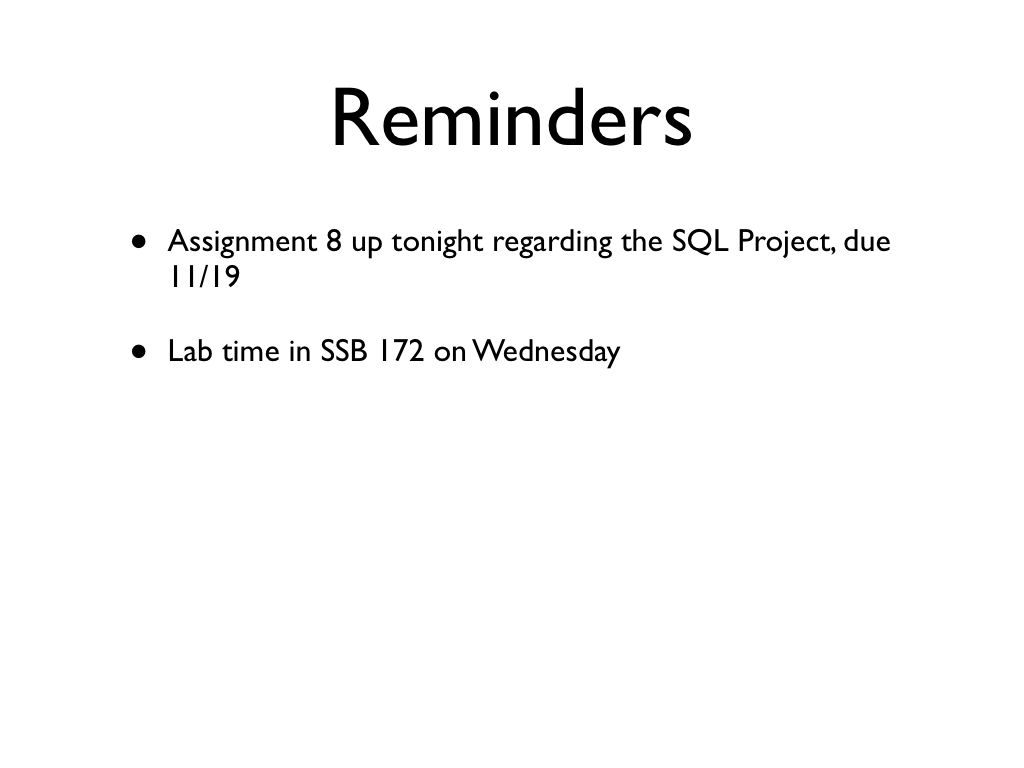 Reminders
• Assignment 8 up tonight regarding the SQL Project, due
11/19
• Lab time in SSB 172 on Wednesday